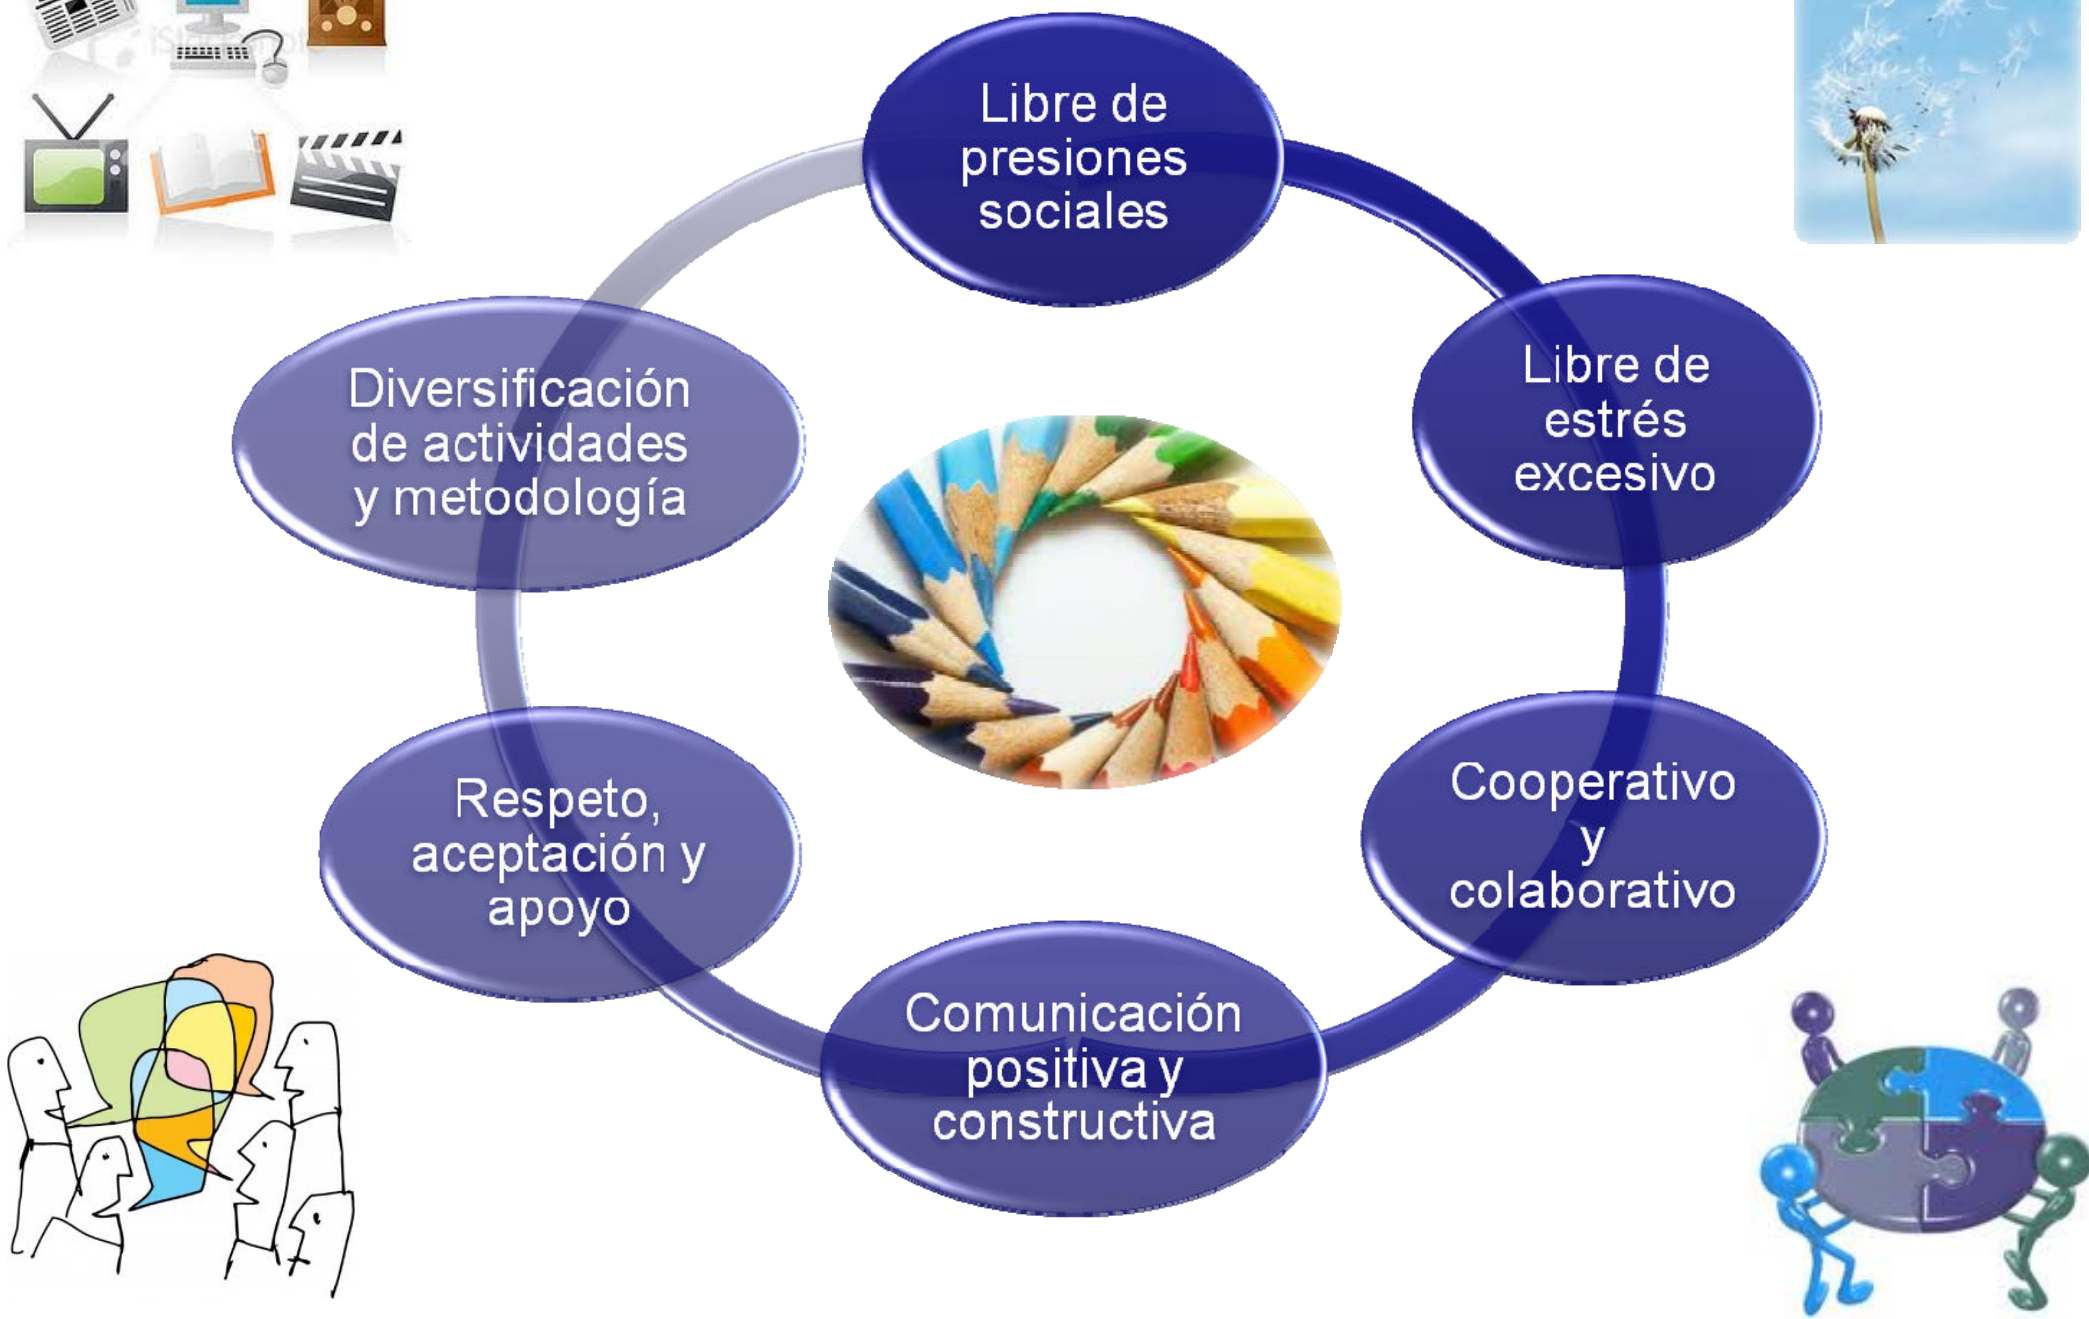 Libre de
presiones
sociales
Libre de
estrés
excesivo
Cooperativo
y
colaborativo
Comunicación
positiva y
constructiva
Respeto,
aceptación y
apoyo
Diversificación
de actividades
y metodología